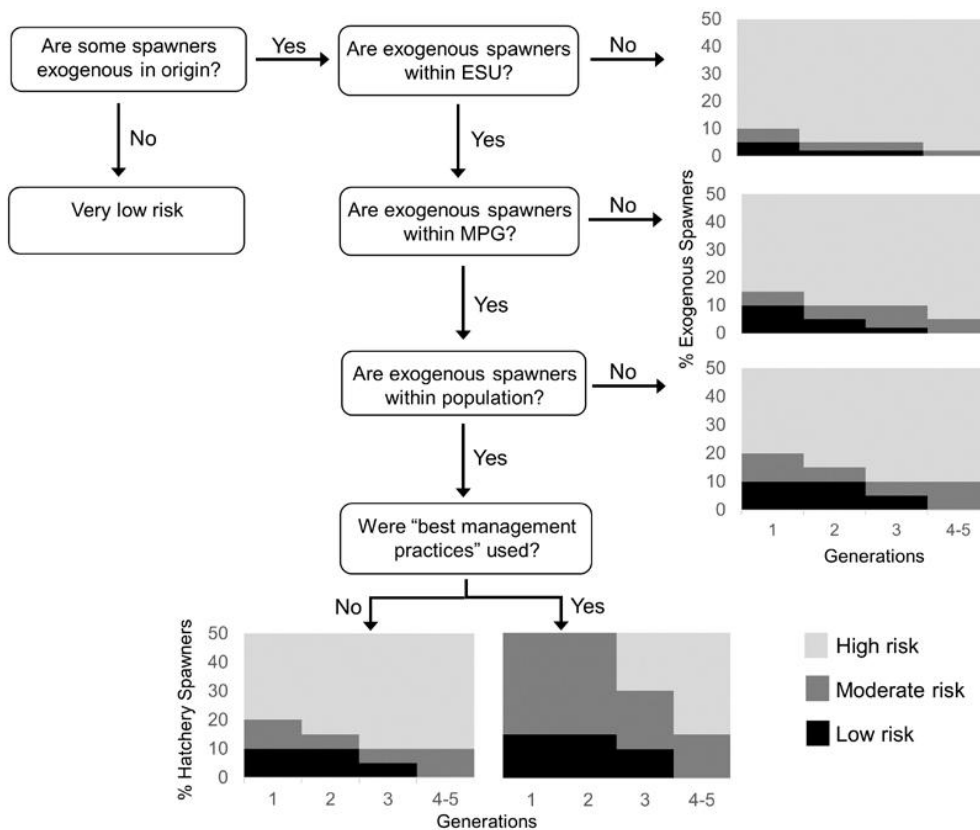 Are some spawners
exogenous in origin?
Yes
Are exogenous spawners
within ESU?
No
50
40
30
20
10
0
No
Yes
Very low risk
Are exogenous spawners
within MPG?
No
% Exogenous Spawners
50
40
30
20
10
0
Yes
Are exogenous spawners
within population?
No
50
40
30
20
10
0
1 2 3 4-5
Generations
Yes
Were “best management
practices” used?
No Yes
% Hatchery Spawners
50
40
30
20
10
0
1 2 3 4-5 1 2 3 4-5
Generations
High risk
Moderate risk
Low risk